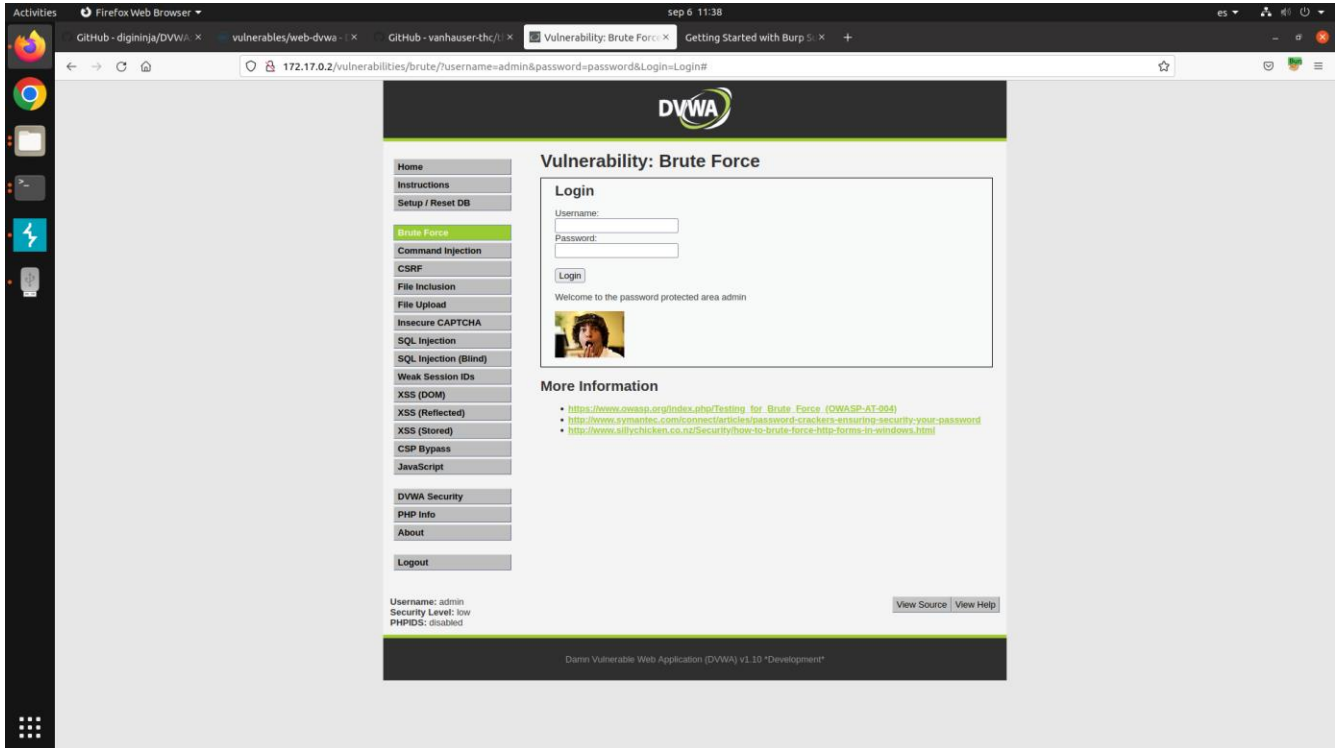 Activities
Firefox Web Browser
sep 6 11:38
es
GitHub - digininja/DVWA:
vulnerables/web-dvwa -
GitHub - vanhauser-thc/
Vulnerability: Brute Force
Getting Started with Burp
172.17.0.2/vulnerabilities/brute/?username=admin&password=password&Login=Login#
DVWA
Home
Instructions
Setup / Reset DB
Brute Force
Command Injection
CSRF
File Inclusion
File Upload
Insecure CAPTCHA
SQL Injection
SQL Injection (Blind)
Weak Session IDs
XSS (DOM)
XSS (Reflected)
XSS (Stored)
CSP Bypass
JavaScript
DVWA Security
PHP Info
About
Logout
Vulnerability: Brute Force
Login
Username:
Password:
Login
Welcome to the password protected area admin
More Information
https://www.owasp.org/index.php/Testing_for_Brute_Force_(OWASP-AT-004)
http://www.symantec.com/connect/articles/password-crackers-ensuring-security-your-password
http://www.sillychicken.co.nz/Security/how-to-brute-force-http-forms-in-windows.html
Username: admin
Security Level: low
PHPIDS: disabled
View Source View Help
Damn Vulnerable Web Application (DVWA) v1.10 *Development*